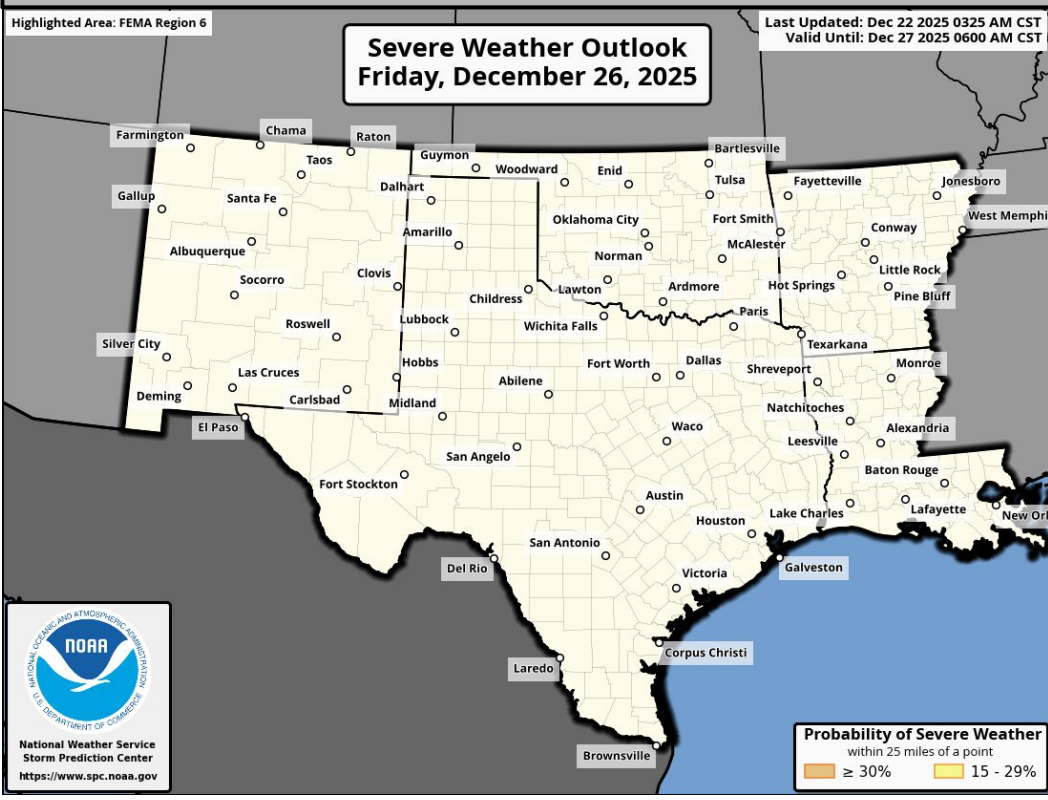 Highlighted Area: FEMA Region 6
Last Updated: Dec 22 2025 0325 AM CST
Valid Until: Dec 27 2025 0600 AM CST
Severe Weather Outlook
Friday, December 26, 2025
Farmington
Chama
Raton
Taos
Guymon
Woodward
Enid
Bartlesville
Tulsa
Fayetteville
Jonesboro
Gallup
Santa Fe
Dalhart
Albuquerque
Amarillo
Oklahoma City
Fort Smith
West Memphi
Conway
Norman
McAlester
Socorro
Clovis
Childress
Lawton
Ardmore
Hot Springs
Little Rock
Pine Bluff
Roswell
Lubbock
Wichita Falls
Paris
Texarkana
Silver City
Las Cruces
Hobbs
Fort Worth
Dallas
Shreveport
Monroe
Deming
Carlsbad
Midland
Abilene
Natchitoches
El Paso
Waco
Leesville
Alexandria
San Angelo
Fort Stockton
Baton Rouge
Austin
Lake Charles
Lafayette
New Orl
Houston
San Antonio
Del Rio
Galveston
Victoria
Laredo
Corpus Christi
Brownsville
NATIONAL OCEANIC AND ATMOSPHERIC ADMINISTRATION
NOAA
U.S. DEPARTMENT OF COMMERCE
National Weather Service
Storm Prediction Center
https://www.spc.noaa.gov
Probability of Severe Weather
within 25 miles of a point
≥ 30%
15 - 29%